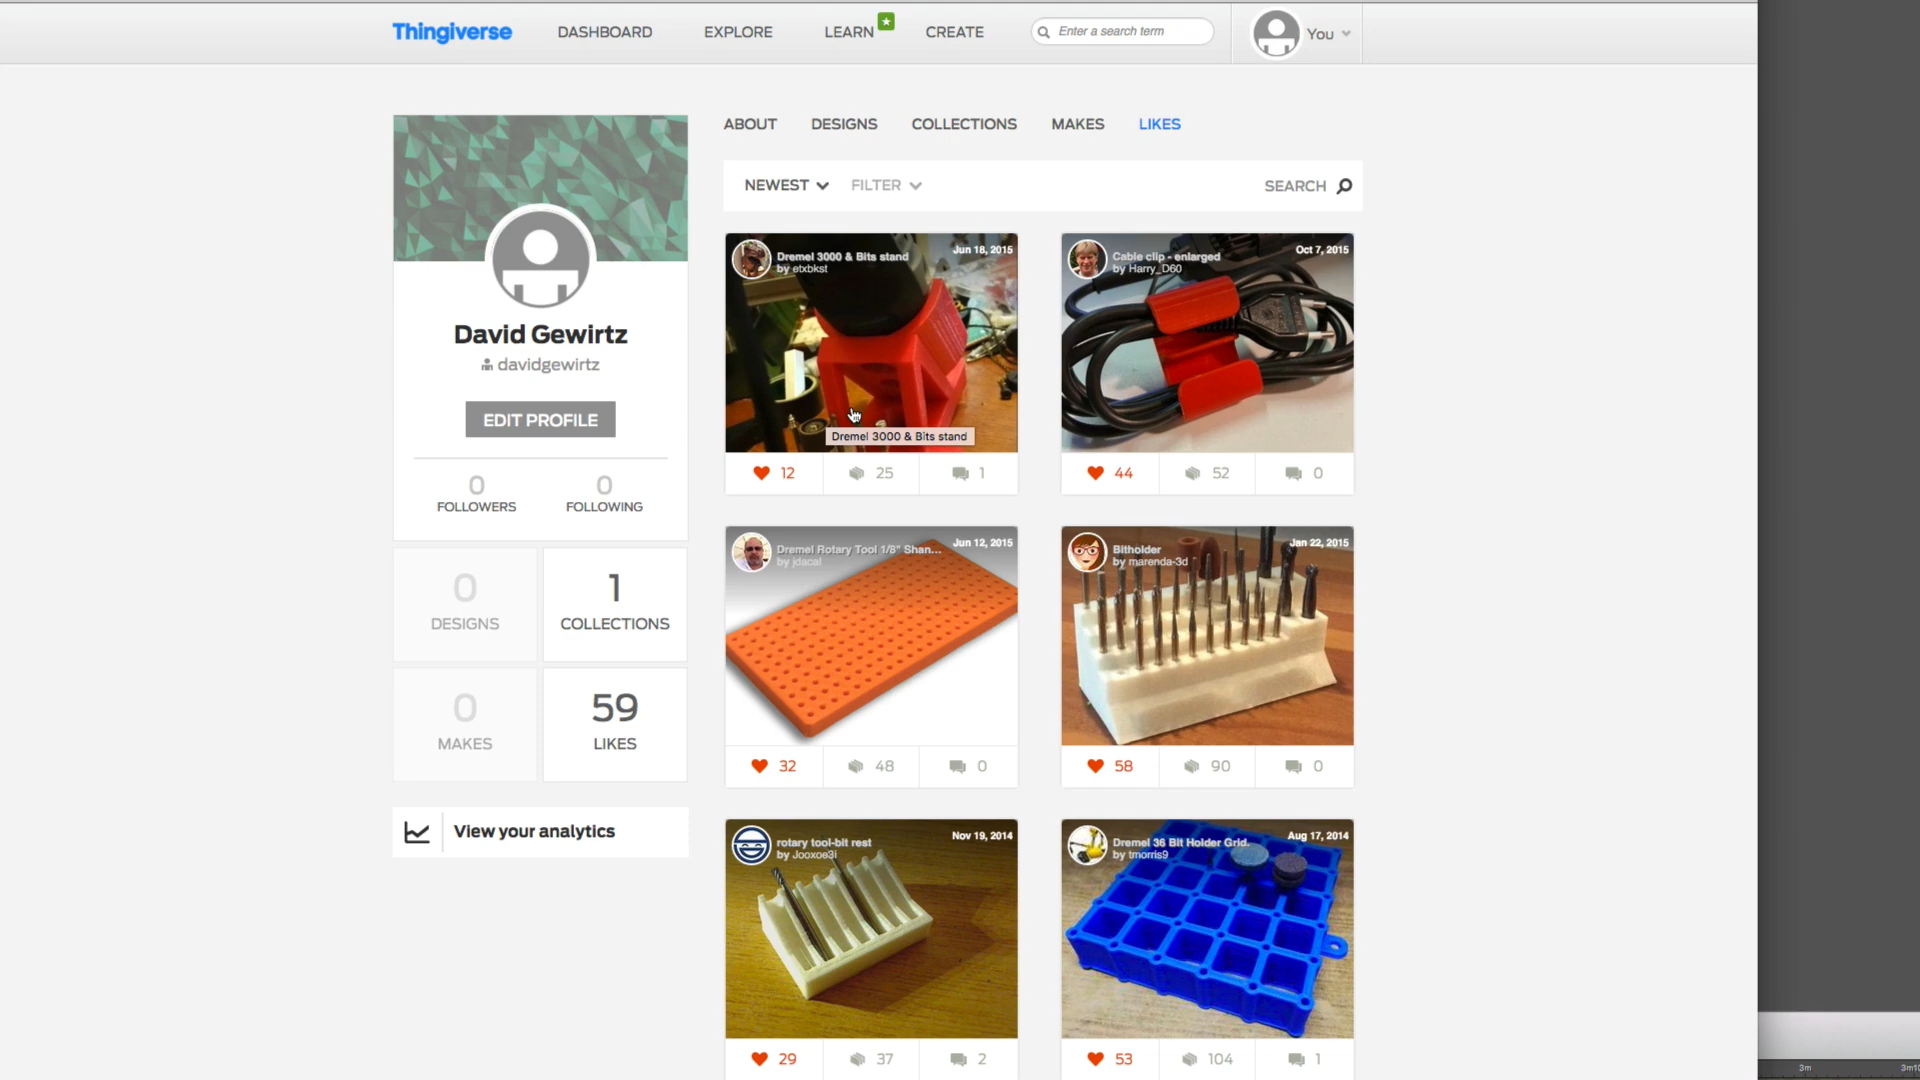 Thingiverse
DASHBOARD
EXPLORE
LEARN
CREATE
Enter a search term
You
David Gewirtz
davidgewirtz
EDIT PROFILE
0
FOLLOWERS
0
FOLLOWING
0
DESIGNS
1
COLLECTIONS
0
MAKES
59
LIKES
View your analytics
ABOUT
DESIGNS
COLLECTIONS
MAKES
LIKES
NEWEST
FILTER
SEARCH
Dremel 3000 & Bits stand
by etxbkst
Jun 18, 2015
Dremel 3000 & Bits stand
12
25
1
Cable clip - enlarged
by Harry_D60
Oct 7, 2015
44
52
0
Dremel Rotary Tool 1/8" Shan...
by jdacal
Jun 12, 2015
32
48
0
Bitholder
by marenda-3d
Jan 22, 2015
58
90
0
rotary tool-bit rest
by Jooxoe3i
Nov 19, 2014
29
37
2
Dremel 36 Bit Holder Grid.
by tmorris9
Aug 17, 2014
53
104
1
3m